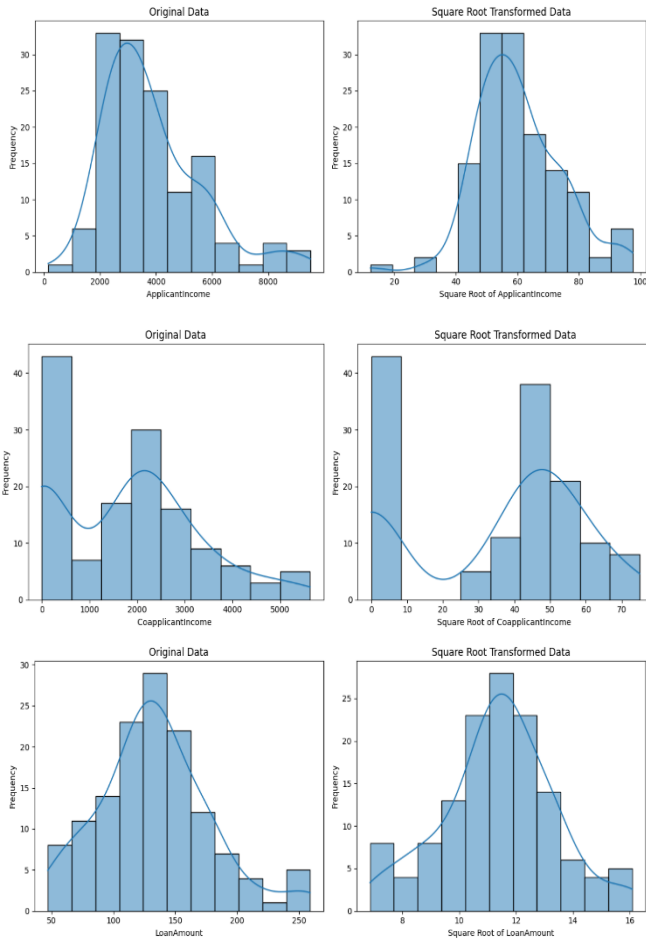 Original Data
Square Root Transformed Data
Frequency
30
25
20
15
10
5
0
0 2000 4000 6000 8000
ApplicantIncome
Frequency
30
25
20
15
10
5
0
20 40 60 80 100
Square Root of ApplicantIncome
Original Data
Square Root Transformed Data
Frequency
40
30
20
10
0
0 1000 2000 3000 4000 5000
CoapplicantIncome
Frequency
40
30
20
10
0
0 10 20 30 40 50 60 70
Square Root of CoapplicantIncome
Original Data
Square Root Transformed Data
Frequency
30
25
20
15
10
5
0
50 100 150 200 250
LoanAmount
Frequency
25
20
15
10
5
0
8 10 12 14 16
Square Root of LoanAmount